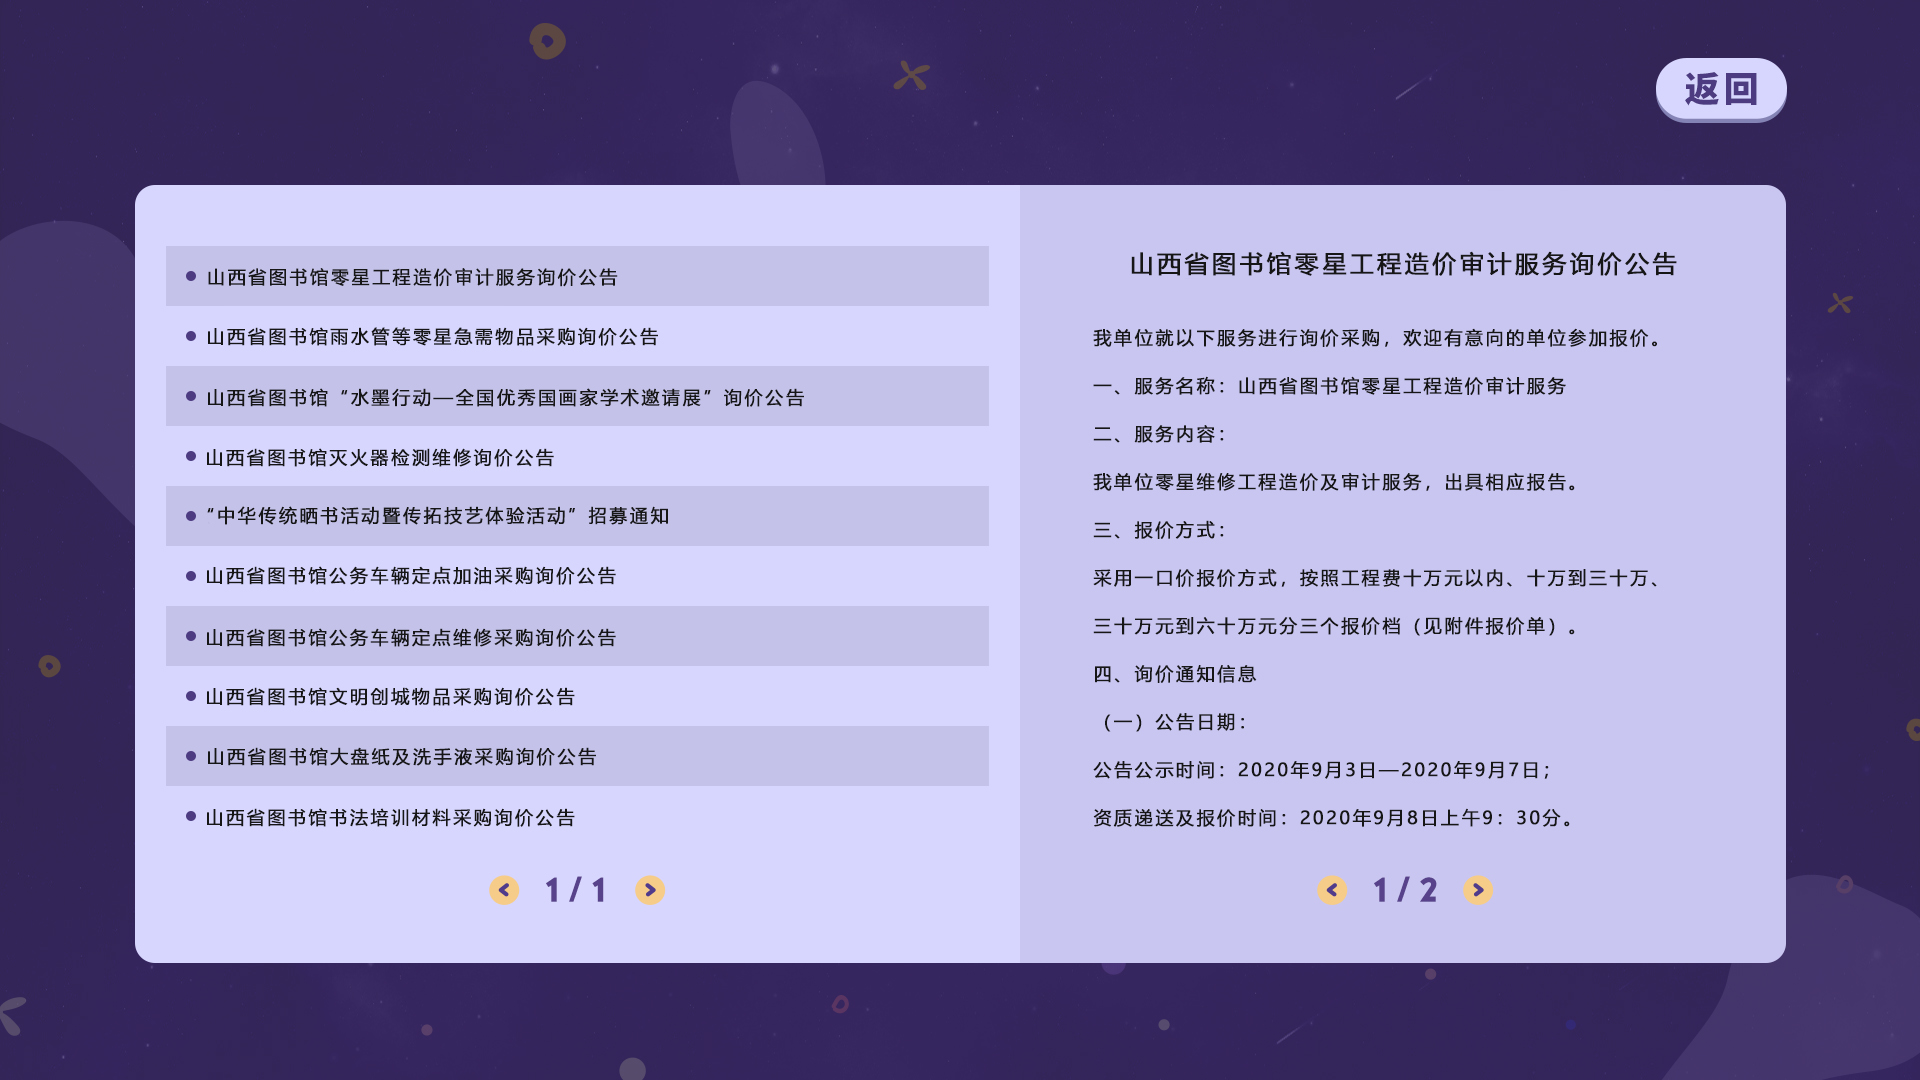 返回
山西省图书馆零星工程造价审计服务询价公告
山西省图书馆雨水管等零星急需物品采购询价公告
山西省图书馆“水墨行动—全国优秀国画家学术邀请展”询价公告
山西省图书馆灭火器检测维修询价公告
“中华传统晒书活动暨传拓技艺体验活动”招募通知
山西省图书馆公务车辆定点加油采购询价公告
山西省图书馆公务车辆定点维修采购询价公告
山西省图书馆文明创城物品采购询价公告
山西省图书馆大盘纸及洗手液采购询价公告
山西省图书馆书法培训材料采购询价公告
1/1
山西省图书馆零星工程造价审计服务询价公告
我单位就以下服务进行询价采购，欢迎有意向的单位参加报价。
一、服务名称：山西省图书馆零星工程造价审计服务
二、服务内容：
我单位零星维修工程造价及审计服务，出具相应报告。
三、报价方式：
采用一口价报价方式，按照工程费十万元以内、十万到三十万、
三十万元到六十万元分三个报价档（见附件报价单）。
四、询价通知信息
（一）公告日期：
公告公示时间：2020年9月3日—2020年9月7日；
资质递送及报价时间：2020年9月8日上午9：30分。
1/2